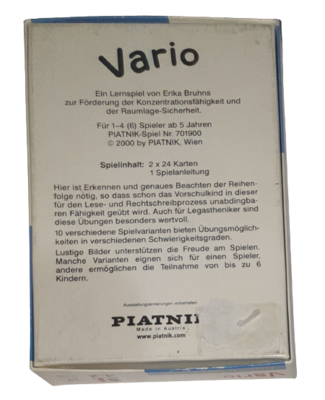 Vario
Ein Lernspiel von Erika Bruhns
zur Förderung der Konzentrationsfähigkeit und
der Raumlage-Sicherheit.
Für 1–4 (6) Spieler ab 5 Jahren
PIATNIK-Spiel Nr. 701900
© 2000 by PIATNIK, Wien
Spielinhalt: 2 x 24 Karten
1 Spielanleitung
Hier ist Erkennen und genaues Beachten der Reihen-
folge nötig, so dass schon das Vorschulkind in dieser
für den Lese- und Rechtschreibprozess unabdingba-
ren Fähigkeit geübt wird. Auch für Legastheniker sind
diese Übungen besonders wertvoll.
10 verschiedene Spielvarianten bieten Übungsmöglich-
keiten in verschiedenen Schwierigkeitsgraden.
Lustige Bilder unterstützen die Freude am Spielen.
Manche Varianten eignen sich für einen Spieler,
andere ermöglichen die Teilnahme von bis zu 6
Kindern.
Ausstattungsänderungen vorbehalten
PIATNIK
Made in Austria
www.piatnik.com
Vario